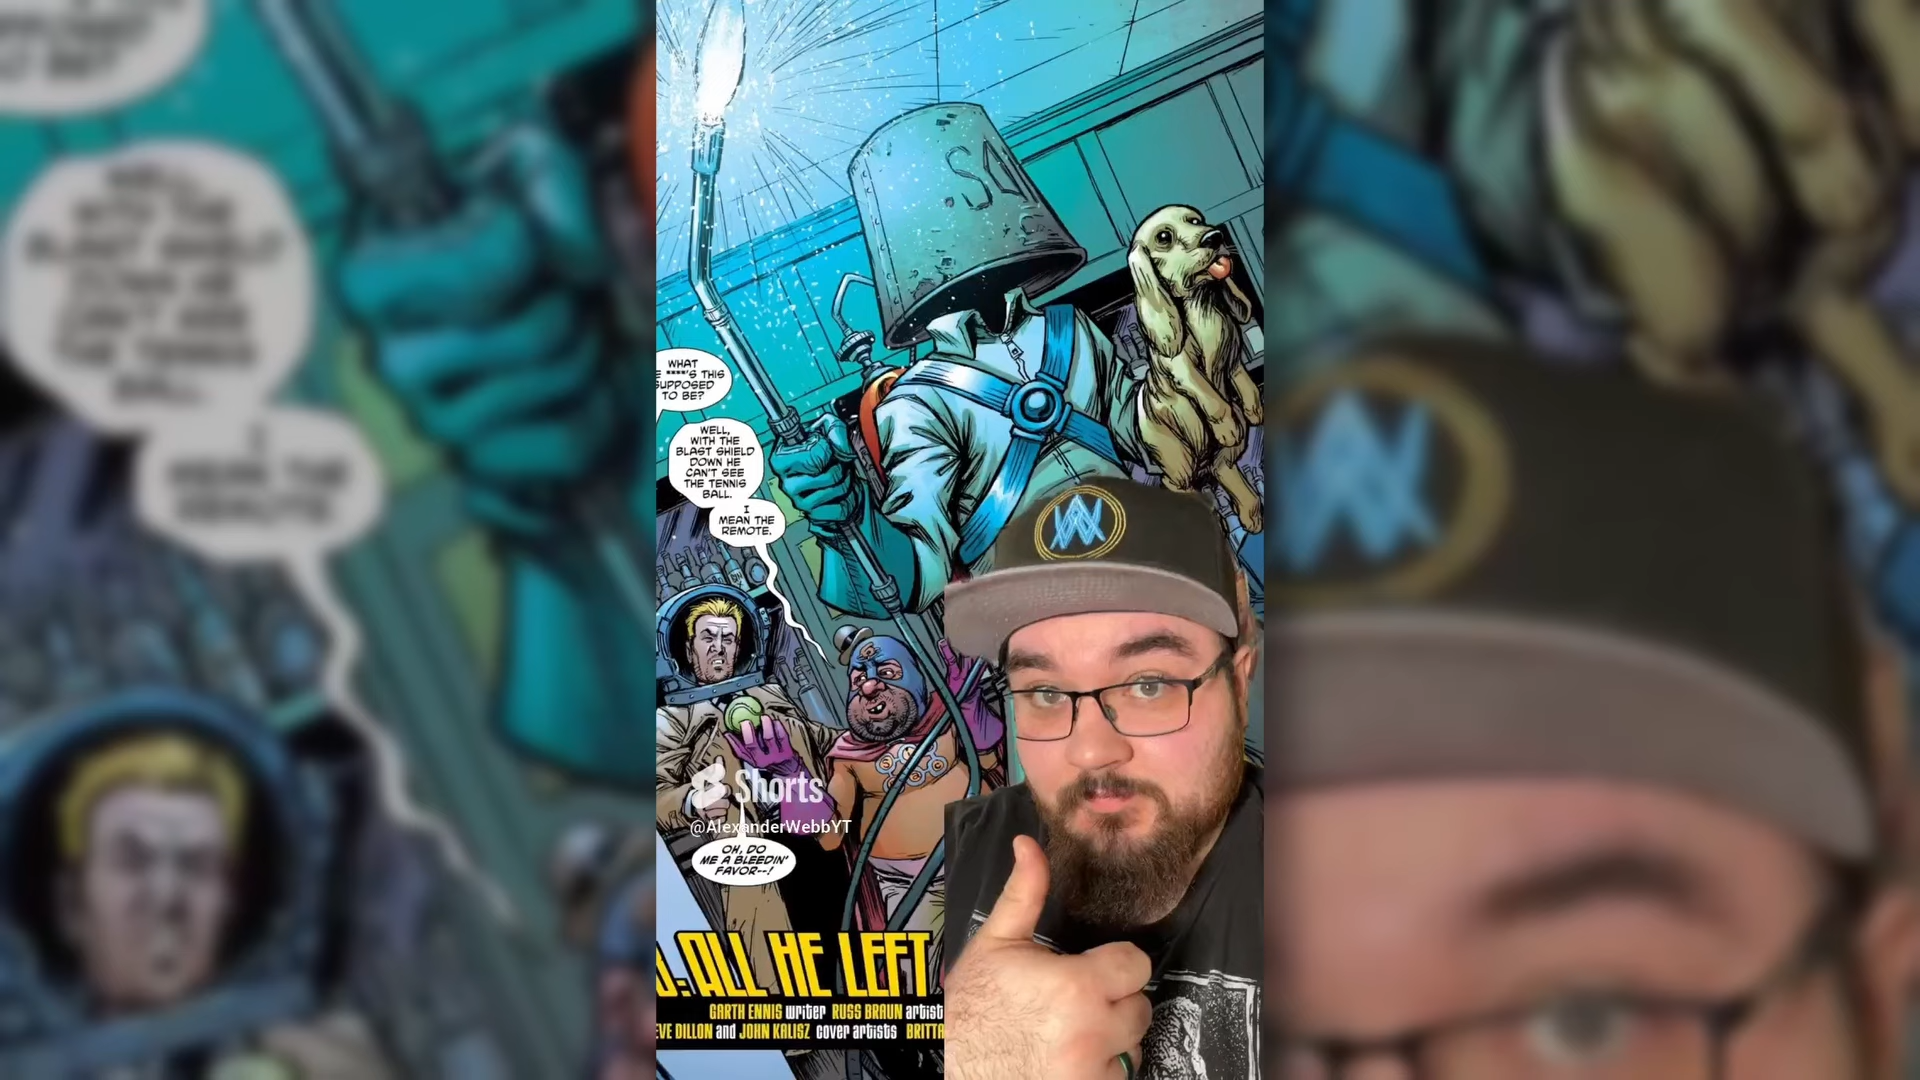 WHAT
E ****'S THIS
SUPPOSED
TO BE?
WELL,
WITH THE
BLAST SHIELD
DOWN HE
CAN'T SEE
THE TENNIS
BALL.
I
MEAN THE
REMOTE.
Shorts
@AlexanderWebbYT
OH, DO
ME A BLEEDIN'
FAVOR--!
: ALL HE LEFT
GARTH ENNIS writer RUSS BRAUN artist
EVE DILLON and JOHN KALISZ cover artists BRITTA